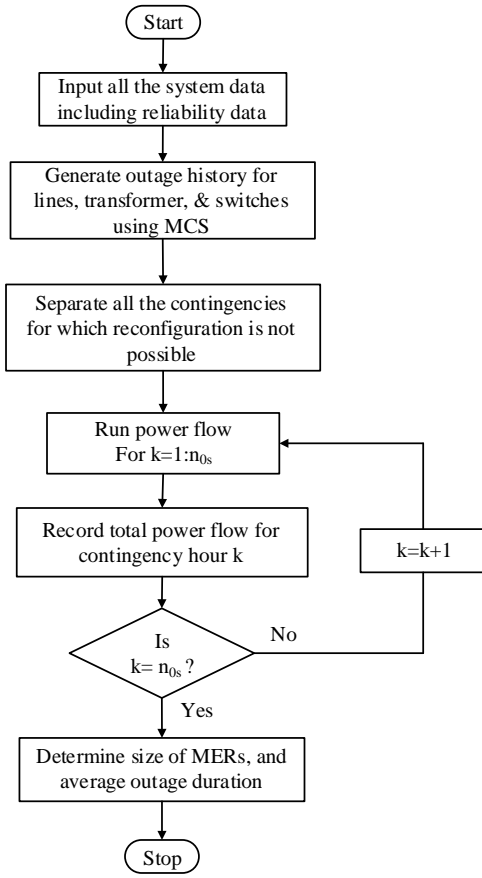 Start
Input all the system data
including reliability data
Generate outage history for
lines, transformer, & switches
using MCS
Separate all the contingencies
for which reconfiguration is not
possible
Run power flow
For k=1:n₀ₛ
Record total power flow for
contingency hour k
k=k+1
Is
k= n₀ₛ ?
No
Yes
Determine size of MERs, and
average outage duration
Stop